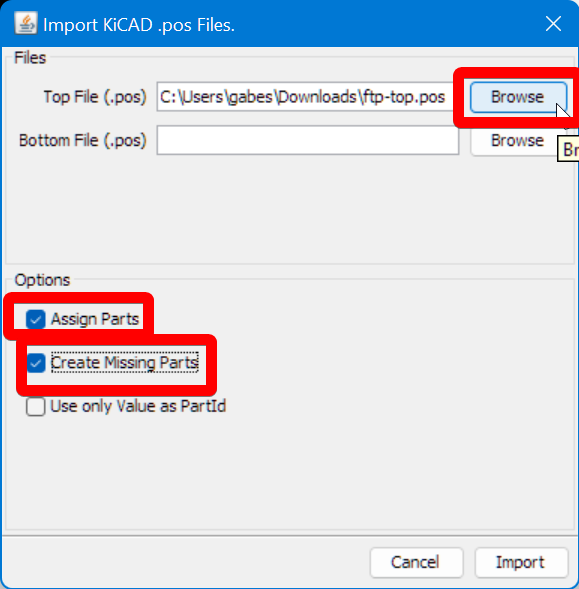 Import KiCAD .pos Files.
Files
Top File (.pos) C:\Users\gabes\Downloads\ftp-top.pos Browse
Bottom File (.pos) Browse
Br
Options
Assign Parts
Create Missing Parts
Use only Value as PartId
Cancel Import